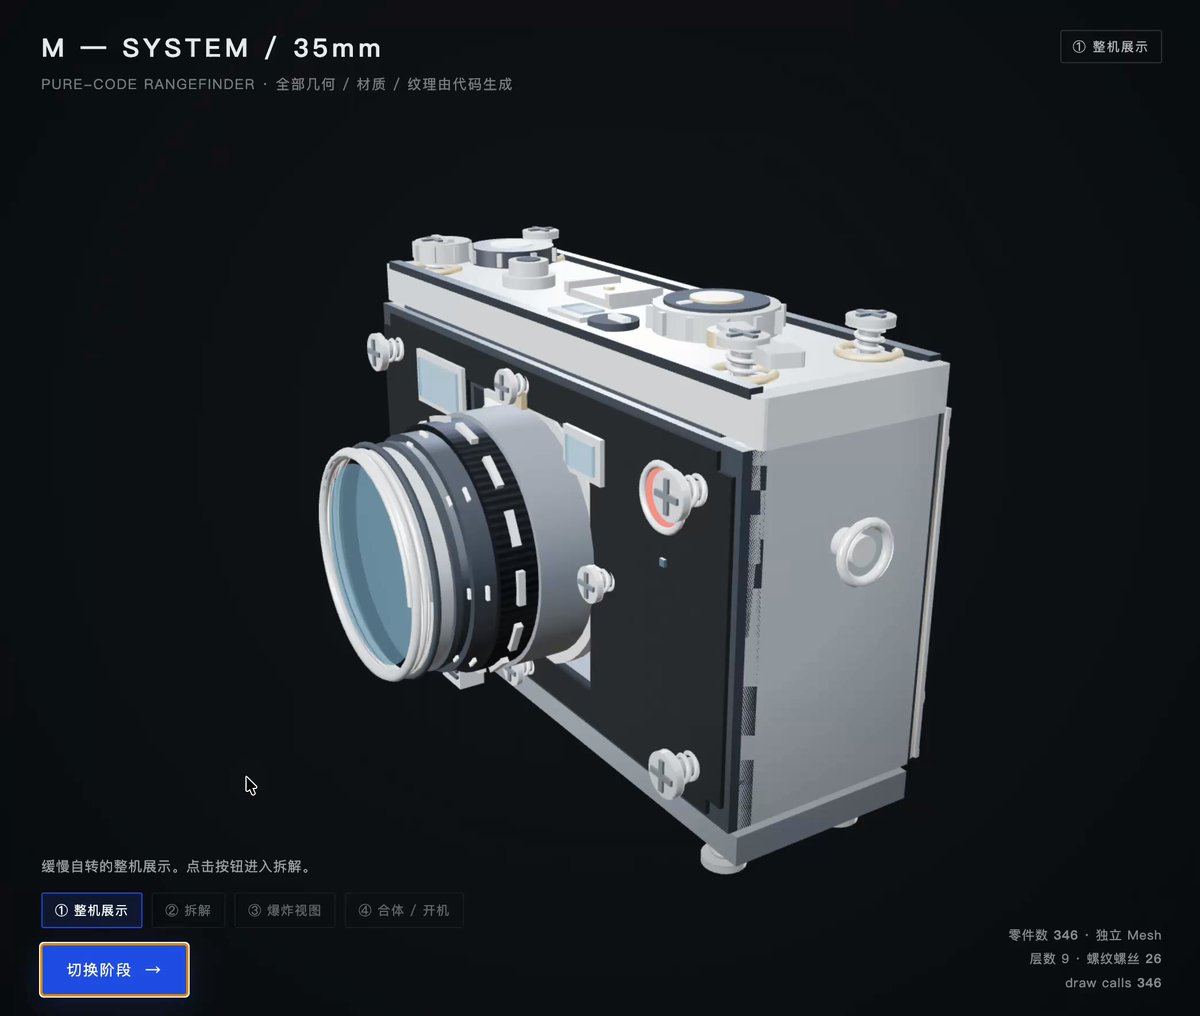 M — SYSTEM / 35mm
① 整机展示
PURE–CODE RANGEFINDER · 全部几何 / 材质 / 纹理由代码生成
缓慢自转的整机展示。点击按钮进入拆解。
① 整机展示 ② 拆解 ③ 爆炸视图 ④ 合体 / 开机
切换阶段 →
零件数 346 · 独立 Mesh
层数 9 · 螺纹螺丝 26
draw calls 346